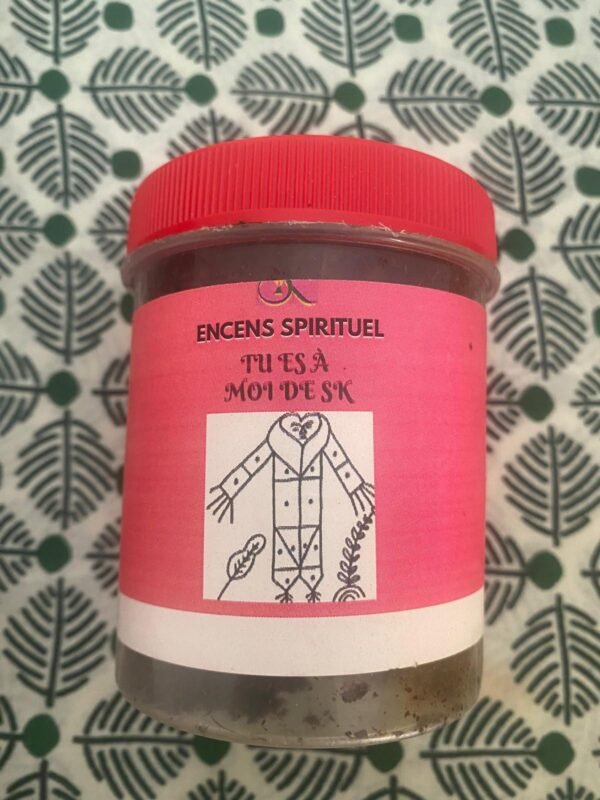 ENCENS SPIRITUEL
TU ES À
MOI DE SK